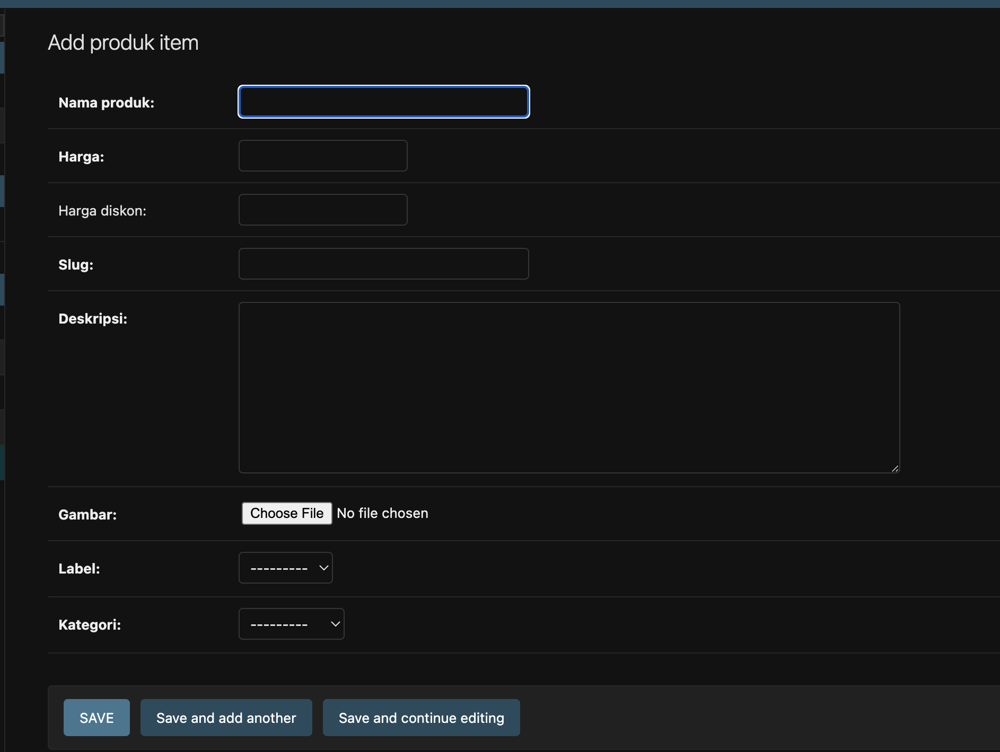 Add produk item
Nama produk:
Harga:
Harga diskon:
Slug:
Deskripsi:
Gambar: Choose File No file chosen
Label: ---------
Kategori: ---------
SAVE Save and add another Save and continue editing